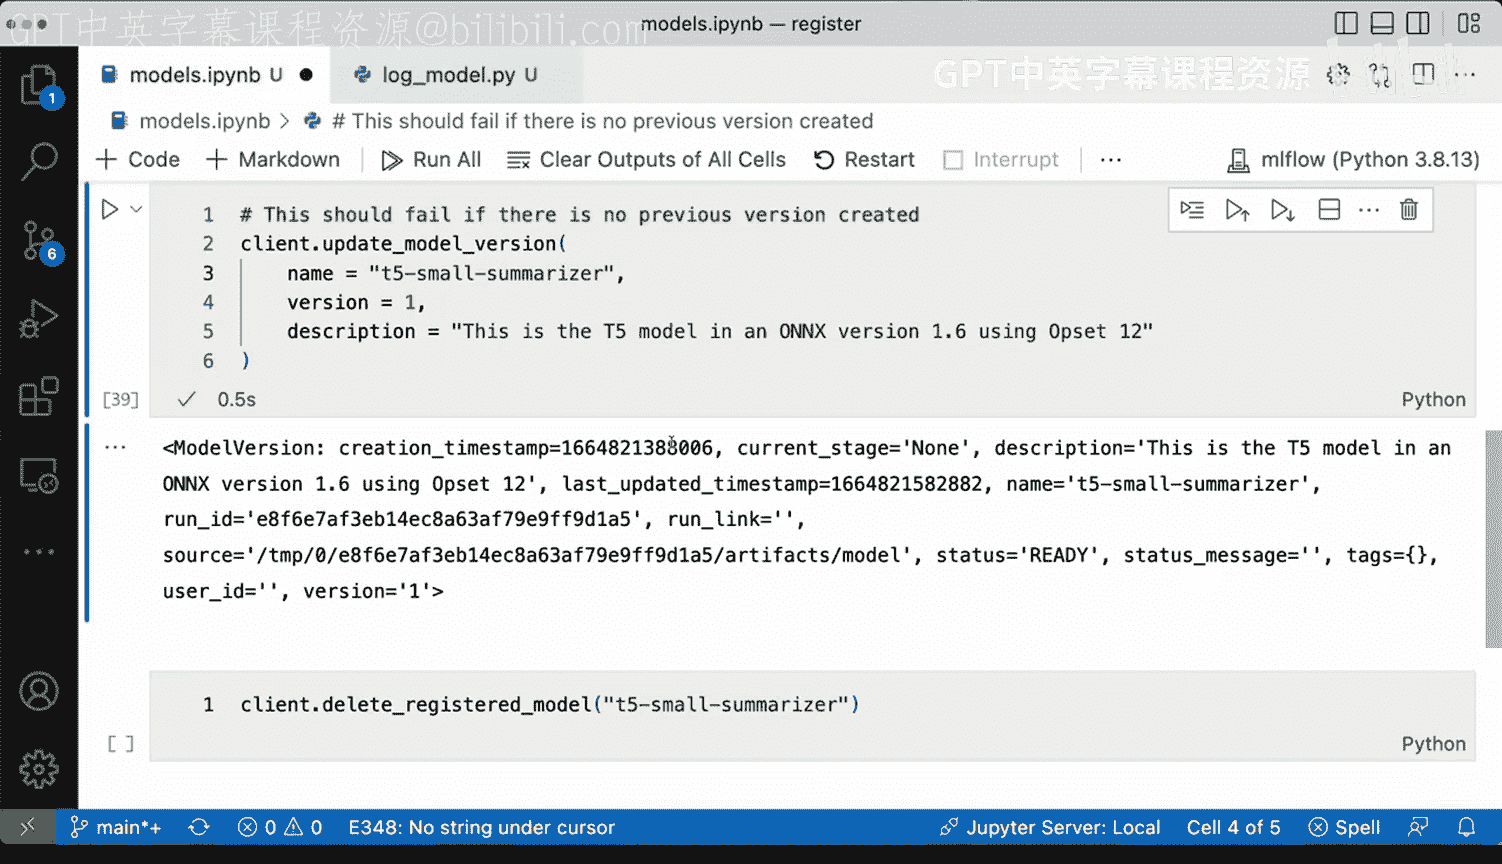 GPT中英字幕课程资源@bilibili.com
models.ipynb — register
models.ipynb U
log_model.py U
GPT中英字幕课程资源
1
models.ipynb > # This should fail if there is no previous version created
+ Code + Markdown Run All Clear Outputs of All Cells Restart Interrupt ... mlflow (Python 3.8.13)
1 # This should fail if there is no previous version created
2 client.update_model_version(
3 name = "t5-small-summarizer",
4 version = 1,
5 description = "This is the T5 model in an ONNX version 1.6 using Opset 12"
6 )
6
[39] ✓ 0.5s Python
<ModelVersion: creation_timestamp=1664821388006, current_stage='None', description='This is the T5 model in an
ONNX version 1.6 using Opset 12', last_updated_timestamp=1664821582882, name='t5-small-summarizer',
run_id='e8f6e7af3eb14ec8a63af79e9ff9d1a5', run_link='',
source='/tmp/0/e8f6e7af3eb14ec8a63af79e9ff9d1a5/artifacts/model', status='READY', status_message='', tags={},
user_id='', version='1'>
1 client.delete_registered_model("t5-small-summarizer")
[ ] Python
main*+ 0 0 E348: No string under cursor Jupyter Server: Local Cell 4 of 5 Spell